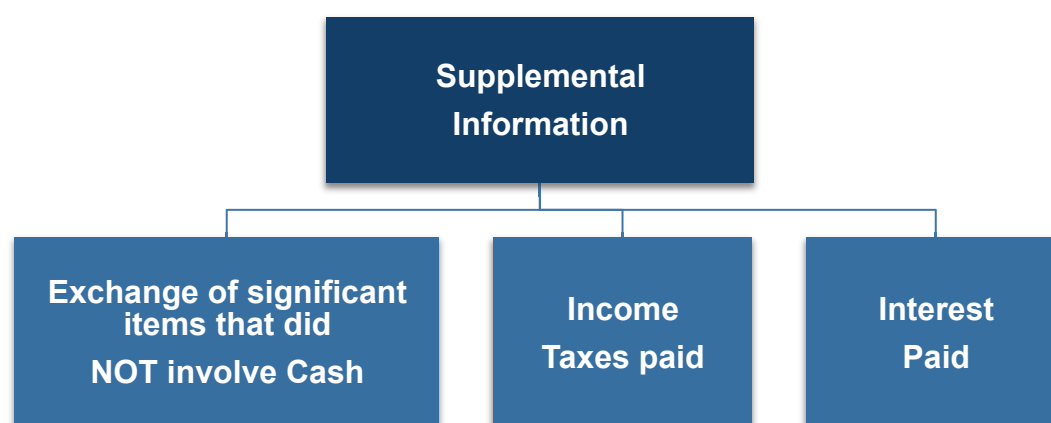 Supplemental
Information
Exchange of significant
items that did
NOT involve Cash
Income
Taxes paid
Interest
Paid